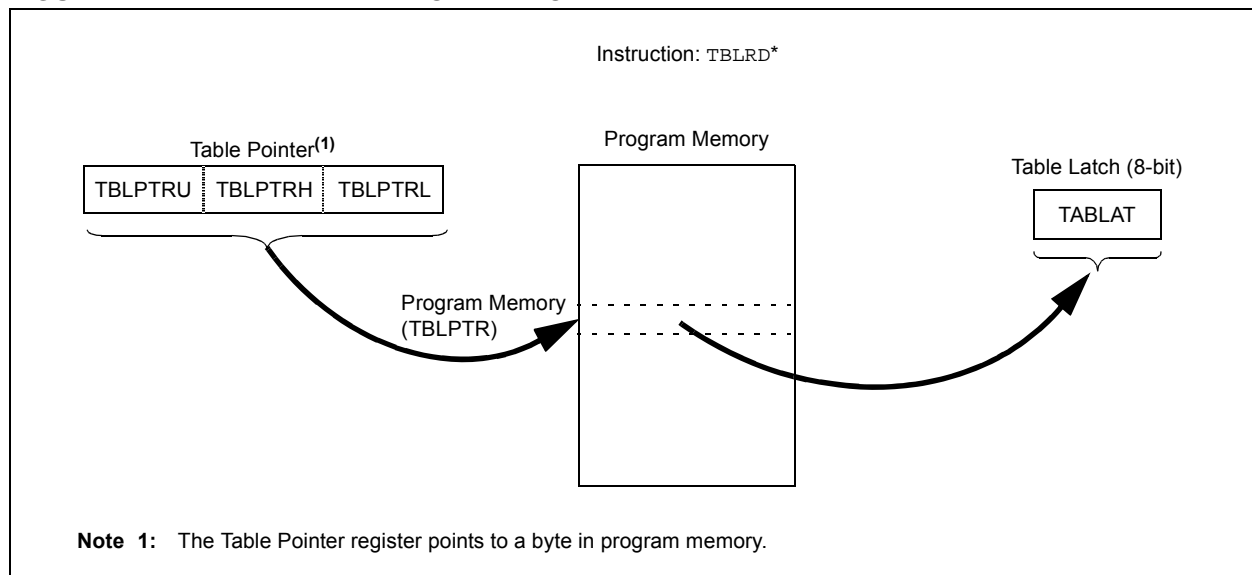 Instruction: TBLRD*
Program Memory
Table Pointer(1)
TBLPTRU TBLPTRH TBLPTRL
Table Latch (8-bit)
TABLAT
Program Memory
(TBLPTR)
Note 1: The Table Pointer register points to a byte in program memory.